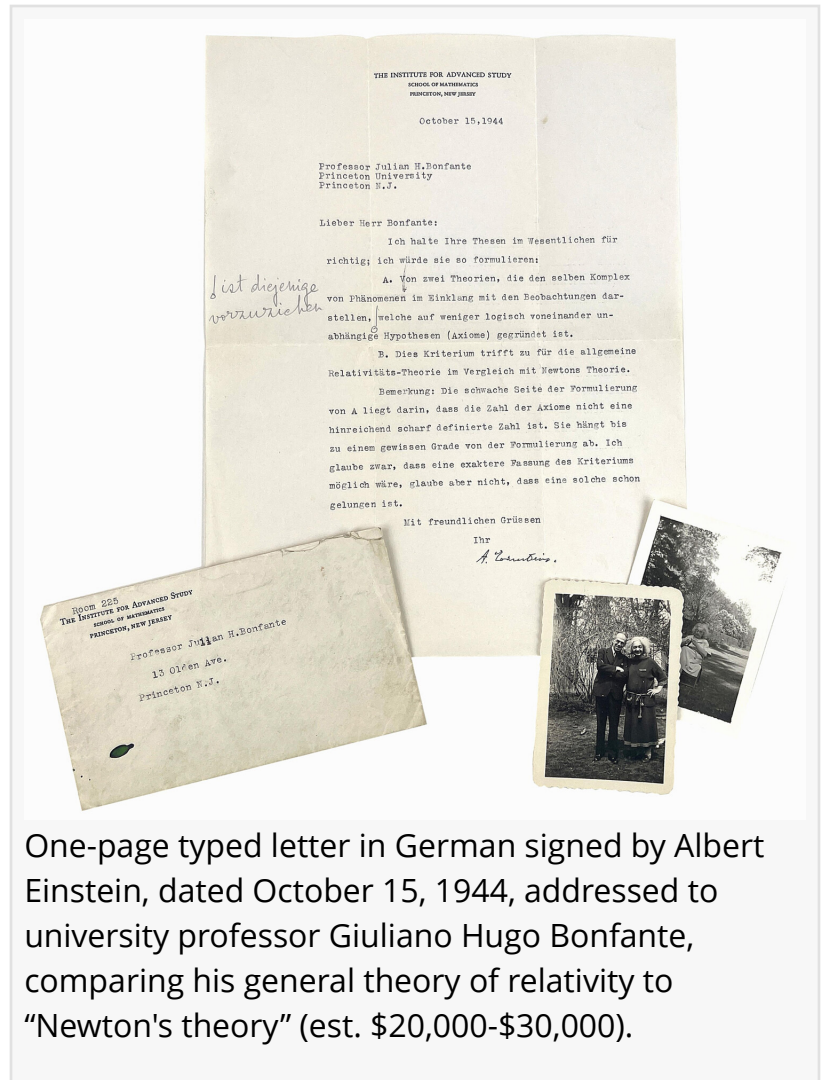 THE INSTITUTE FOR ADVANCED STUDY
SCHOOL OF MATHEMATICS
PRINCETON, NEW JERSEY
October 15,1944
Professor Julian H.Bonfante
Princeton University
Princeton N.J.
Lieber Herr Bonfante:
Ich halte Ihre Thesen im Wesentlichen für
richtig; ich würde sie so formulieren:
A. Von zwei Theorien, die den selben Komplex
von Phänomenen im Einklang mit den Beobachtungen dar-
stellen, welche auf weniger logisch voneinander un-
abhängige Hypothesen (Axiome) gegründet ist.
ist diejenige
vorzuziehen
B. Dies Kriterium trifft zu für die allgemeine
Relativitäts-Theorie im Vergleich mit Newtons Theorie.
Bemerkung: Die schwache Seite der Formulierung
von A liegt darin, dass die Zahl der Axiome nicht eine
hinreichend scharf definierte Zahl ist. Sie hängt bis
zu einem gewissen Grade von der Formulierung ab. Ich
glaube zwar, dass eine exaktere Fassung des Kriteriums
möglich wäre, glaube aber nicht, dass eine solche schon
gelungen ist.
Mit freundlichen Grüssen
Ihr
A. Einstein.
Room 225
THE INSTITUTE FOR ADVANCED STUDY
SCHOOL OF MATHEMATICS
PRINCETON, NEW JERSEY
Professor Julian H.Bonfante
13 Olden Ave.
Princeton N.J.
One-page typed letter in German signed by Albert
Einstein, dated October 15, 1944, addressed to
university professor Giuliano Hugo Bonfante,
comparing his general theory of relativity to
“Newton's theory” (est. $20,000-$30,000).